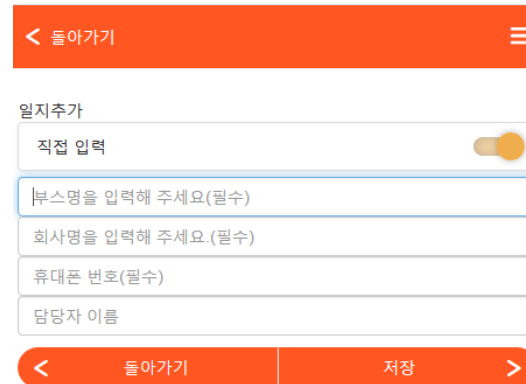 돌아가기
일지추가
직접 입력
부스명을 입력해 주세요(필수)
회사명을 입력해 주세요.(필수)
휴대폰 번호(필수)
담당자 이름
돌아가기 저장